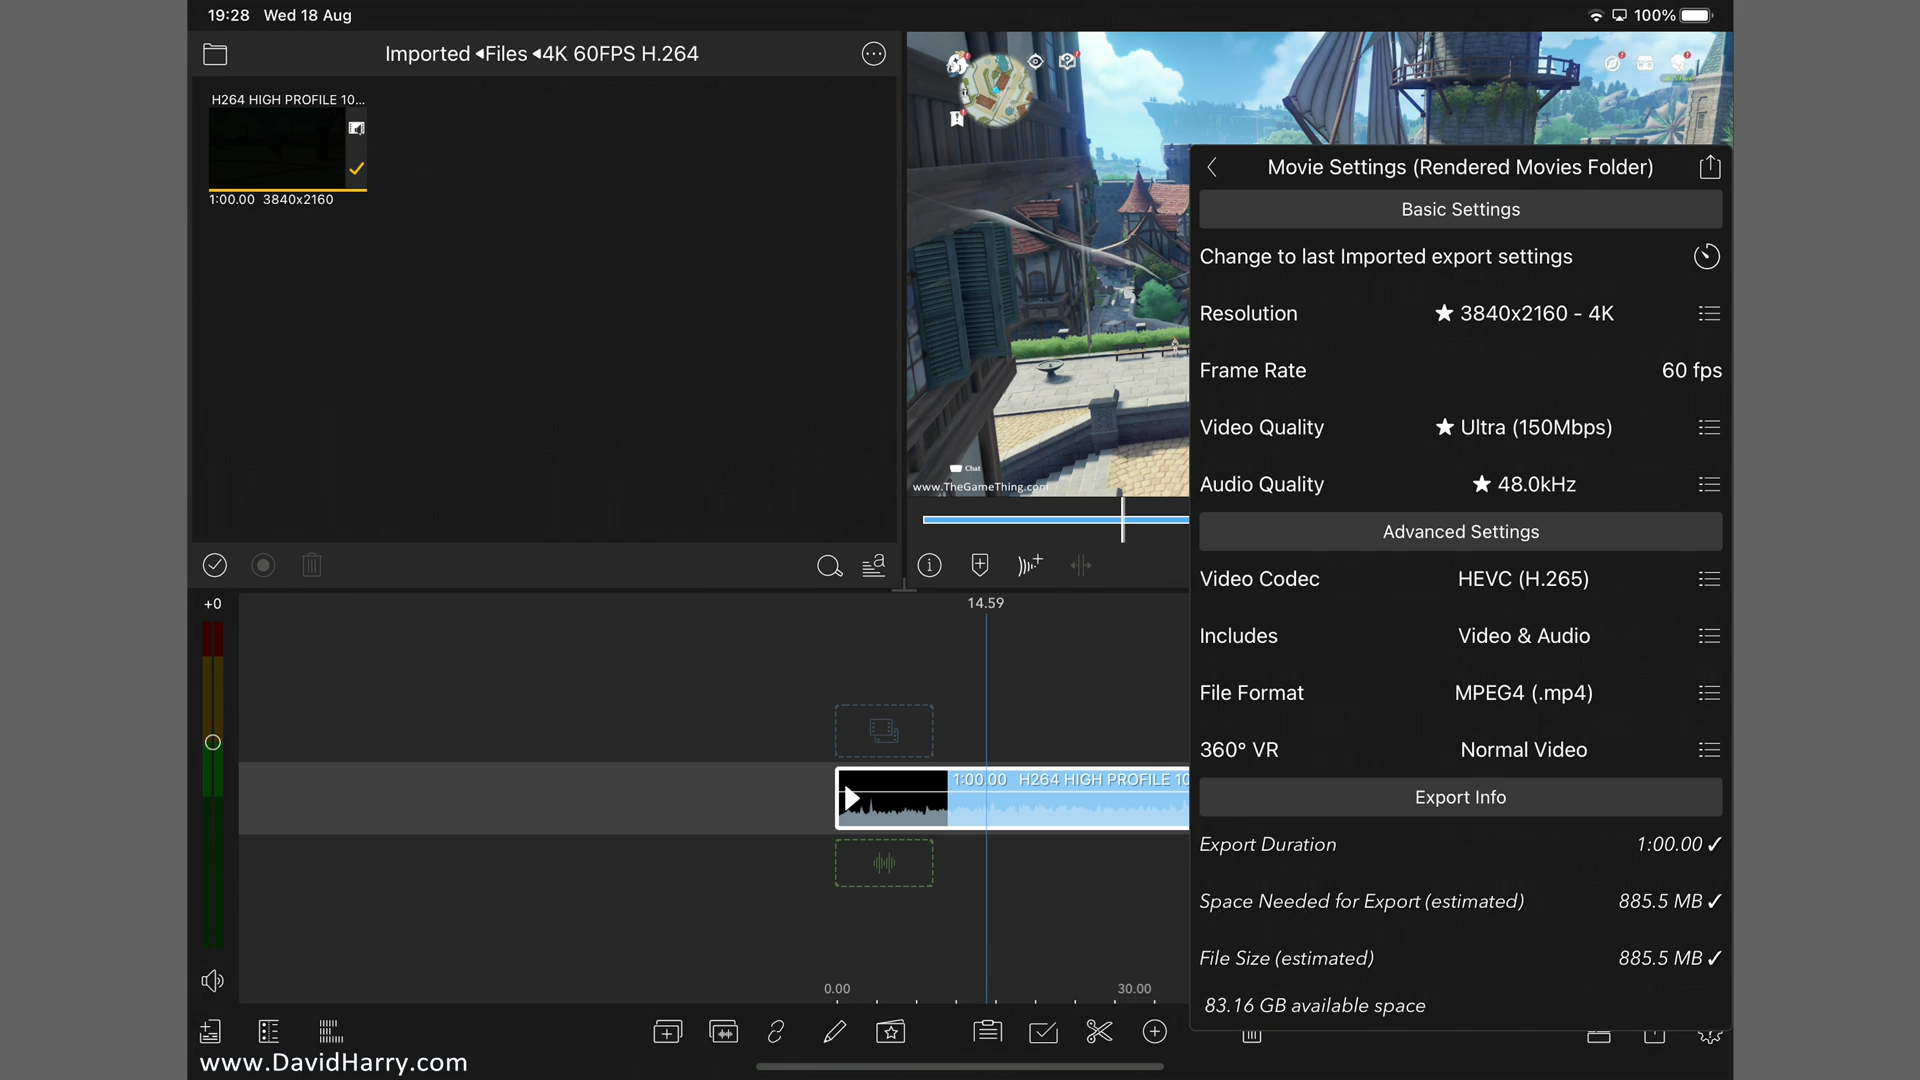 19:28 Wed 18 Aug
100%
Imported ◂Files ◂4K 60FPS H.264
H264 HIGH PROFILE 10...
1:00.00 3840x2160
Chat
www.TheGameThing.com
Movie Settings (Rendered Movies Folder)
Basic Settings
Change to last Imported export settings
Resolution ★ 3840x2160 - 4K
Frame Rate 60 fps
Video Quality ★ Ultra (150Mbps)
Audio Quality ★ 48.0kHz
Advanced Settings
Video Codec HEVC (H.265)
Includes Video & Audio
File Format MPEG4 (.mp4)
360° VR Normal Video
Export Info
Export Duration 1:00.00 ✓
Space Needed for Export (estimated) 885.5 MB ✓
File Size (estimated) 885.5 MB ✓
83.16 GB available space
+0
14.59
1:00.00 H264 HIGH PROFILE 10
0.00 30.00
www.DavidHarry.com